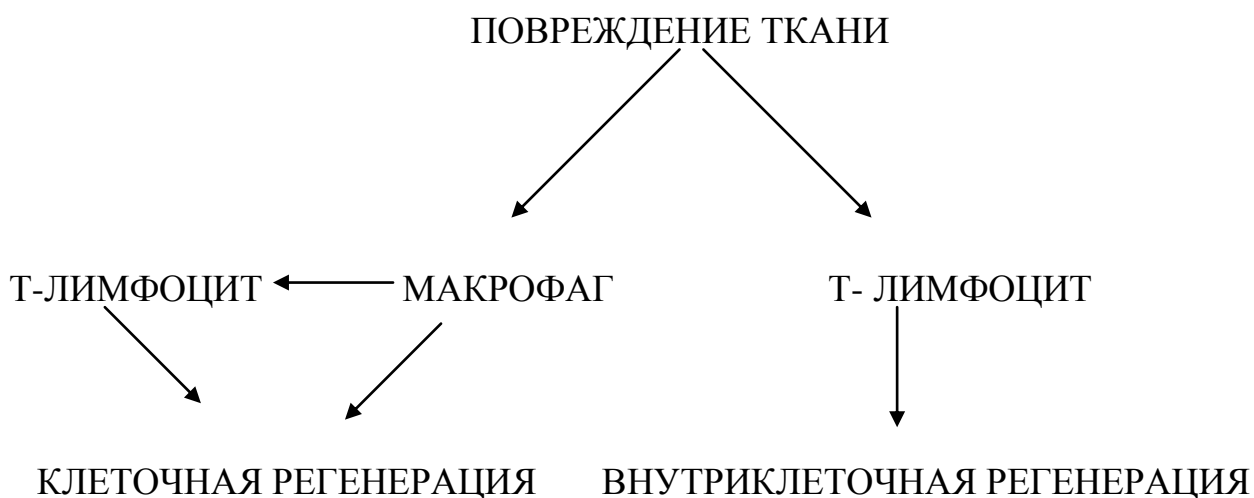 ПОВРЕЖДЕНИЕ ТКАНИ
Т-ЛИМФОЦИТ МАКРОФАГ Т- ЛИМФОЦИТ
КЛЕТОЧНАЯ РЕГЕНЕРАЦИЯ ВНУТРИКЛЕТОЧНАЯ РЕГЕНЕРАЦИЯ